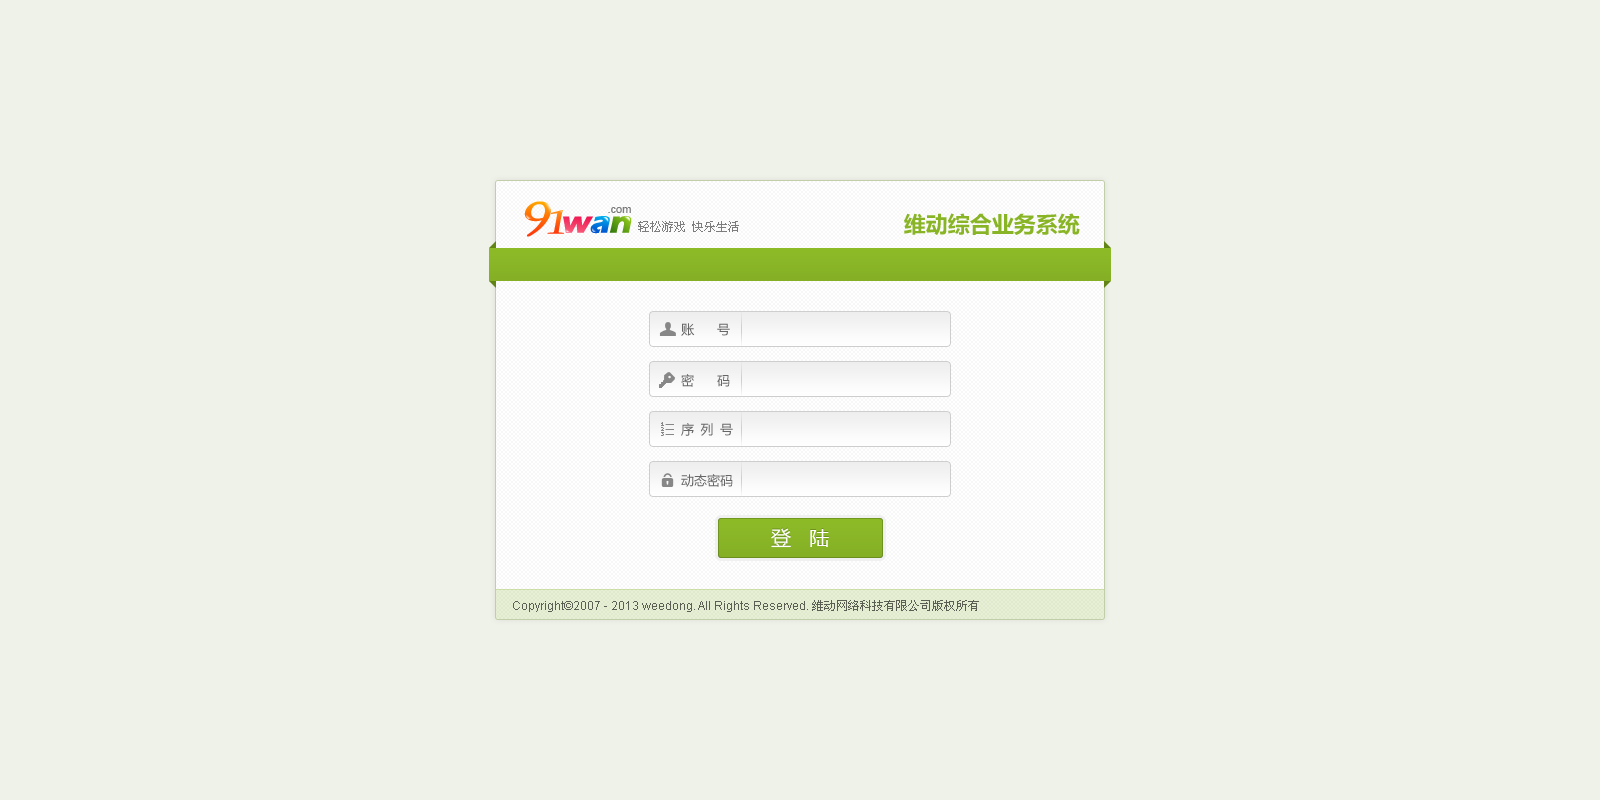 91wan.com 轻松游戏 快乐生活
维动综合业务系统
账 号
密 码
序 列 号
动态密码
登 陆
Copyright©2007 - 2013 weedong. All Rights Reserved. 维动网络科技有限公司版权所有